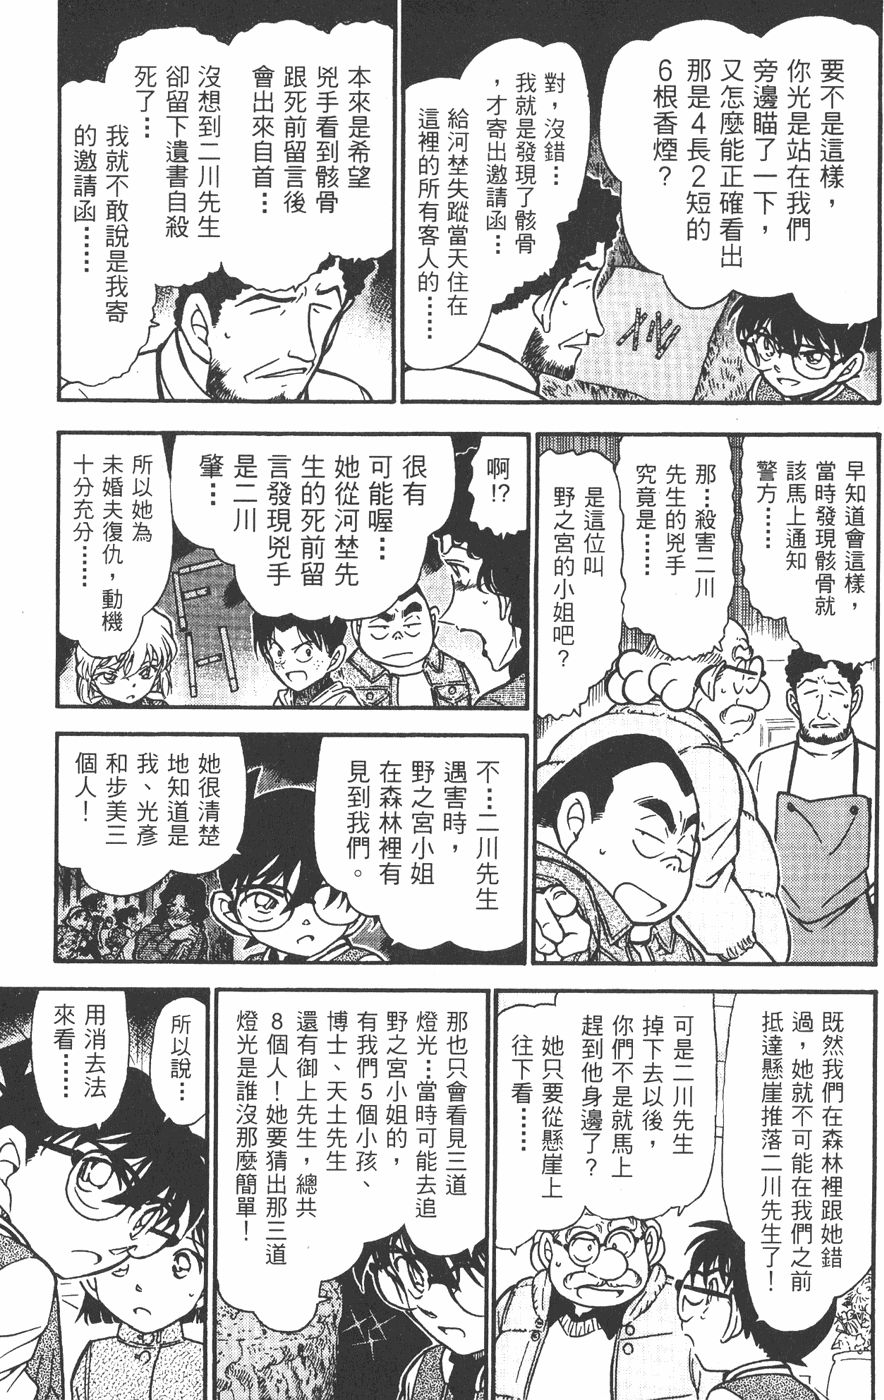 要不是這樣，
你光是站在我們
旁邊瞄了一下，
又怎麼能正確看出
那是4長2短的
6根香煙？
對，沒錯…
我就是發現了骸骨
，才寄出邀請函…
給河埜失蹤當天住在
這裡的所有客人的……
本來是希望
兇手看到骸骨
跟死前留言後
會出來自首…
沒想到二川先生
卻留下遺書自殺
死了…
我就不敢說是我寄
的邀請函……
早知道會這樣，
當時發現骸骨就
該馬上通知
警方……
那…殺害二川
先生的兇手
究竟是……
是這位叫
野之宮的小姐吧？
啊!?
很有
可能喔…
她從河埜先
生的死前留
言發現兇手
是二川
肇…
所以她為
未婚夫復仇，動機
十分充分……
不…二川先生
遇害時，
野之宮小姐
在森林裡有
見到我們。
她很清楚
地知道是
我、光彥
和步美三
個人！
既然我們在森林裡跟她錯
過，她就不可能在我們之前
抵達懸崖推落二川先生了！
可是二川先生
掉下去以後，
你們不是就馬上
趕到他身邊了？
她只要從懸崖上
往下看……
那也只會看見三道
燈光…當時可能去追
野之宮小姐的，
有我們5個小孩、
博士、天土先生
還有御上先生，總共
8個人！她要猜出那三道
燈光是誰沒那麼簡單！
所以說…
用消去法
來看……